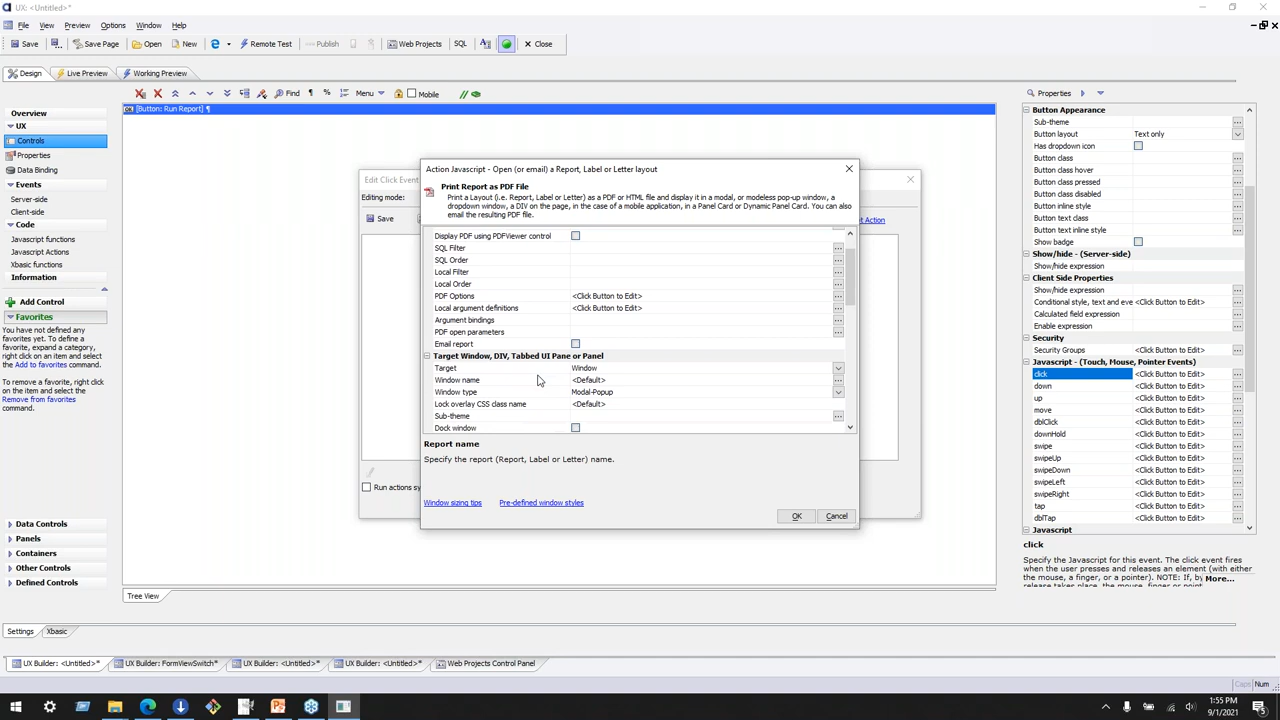 UX: <Untitled>*
File View Preview Options Window Help
Save Save Page Open New Remote Test Publish Web Projects SQL Close
Design Live Preview Working Preview
Find ¶ % Menu Mobile Properties
Overview
UX
Controls
Properties
Data Binding
Events
Server-side
Client-side
Code
Javascript functions
Javascript Actions
Xbasic functions
Information
Add Control
Favorites
You have not defined any
favorites yet. To define a
favorite, expand a
category, right click
on an item and select
the Add to favorites
command.
To remove a favorite, right
click on the item and
select the
Remove from favorites
command.
Data Controls
Panels
Containers
Other Controls
Defined Controls
[Button: Run Report] ¶
Edit Click Event
Editing mode:
Save
Run actions sy
Action Javascript - Open (or email) a Report, Label or Letter layout
Print Report as PDF File
Print a Layout (i.e. Report, Label or Letter) as a PDF or HTML file and display it in a modal, or modeless pop-up window, a
dropdown window, a DIV on the page, in the case of a mobile application, in a Panel Card or Dynamic Panel Card. You can also
email the resulting PDF file.
Display PDF using PDFViewer control
SQL Filter
SQL Order
Local Filter
Local Order
PDF Options <Click Button to Edit>
Local argument definitions <Click Button to Edit>
Argument bindings
PDF open parameters
Email report
Target Window, DIV, Tabbed UI Pane or Panel
Target Window
Window name <Default>
Window type Modal-Popup
Lock overlay CSS class name <Default>
Sub-theme
Dock window
Report name
Specify the report (Report, Label or Letter) name.
Window sizing tips Pre-defined window styles
OK Cancel
Action
Button Appearance
Sub-theme
Button layout Text only
Has dropdown icon
Button class
Button class hover
Button class pressed
Button class disabled
Button inline style
Button text class
Button text inline style
Show badge
Show/hide - (Server-side)
Show/hide expression
Client Side Properties
Show/hide expression
Conditional style, text and eve <Click Button to Edit>
Calculated field expression
Enable expression
Security
Security Groups <Click Button to Edit>
Javascript - (Touch, Mouse, Pointer Events)
click <Click Button to Edit>
down <Click Button to Edit>
up <Click Button to Edit>
move <Click Button to Edit>
dblClick <Click Button to Edit>
downHold <Click Button to Edit>
swipe <Click Button to Edit>
swipeUp <Click Button to Edit>
swipeDown <Click Button to Edit>
swipeLeft <Click Button to Edit>
swipeRight <Click Button to Edit>
tap <Click Button to Edit>
dblTap <Click Button to Edit>
Javascript
click
Specify the Javascript for this event. The click event fires
when the user presses and releases an element (with either
the mouse, a finger, or a pointer). NOTE: If, by More...
release takes place, the mouse, finger or point
Tree View
Settings Xbasic
UX Builder: <Untitled>* UX Builder: FormViewSwitch* UX Builder: <Untitled>* UX Builder: <Untitled>* Web Projects Control Panel
Caps Num
1:55 PM
9/1/2021
5